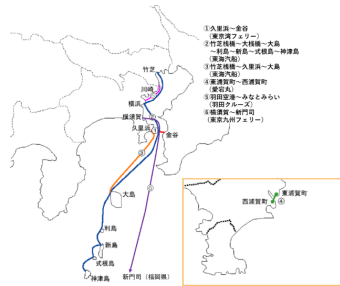 ①久里浜～金谷
（東京湾フェリー）
②竹芝桟橋～大桟橋～大島
～利島～新島～式根島～神津島
（東海汽船）
③竹芝桟橋～久里浜～大島
（東海汽船）
④東浦賀町～西浦賀町
（愛宕丸）
⑤羽田空港～みなとみらい
（羽田クルーズ）
⑥横須賀～新門司
（東京九州フェリー）
竹芝
川崎
横浜
横須賀
久里浜
①
金谷
③
②
⑥
大島
利島
新島
式根島
神津島
新門司（福岡県）
東浦賀町
西浦賀町
④